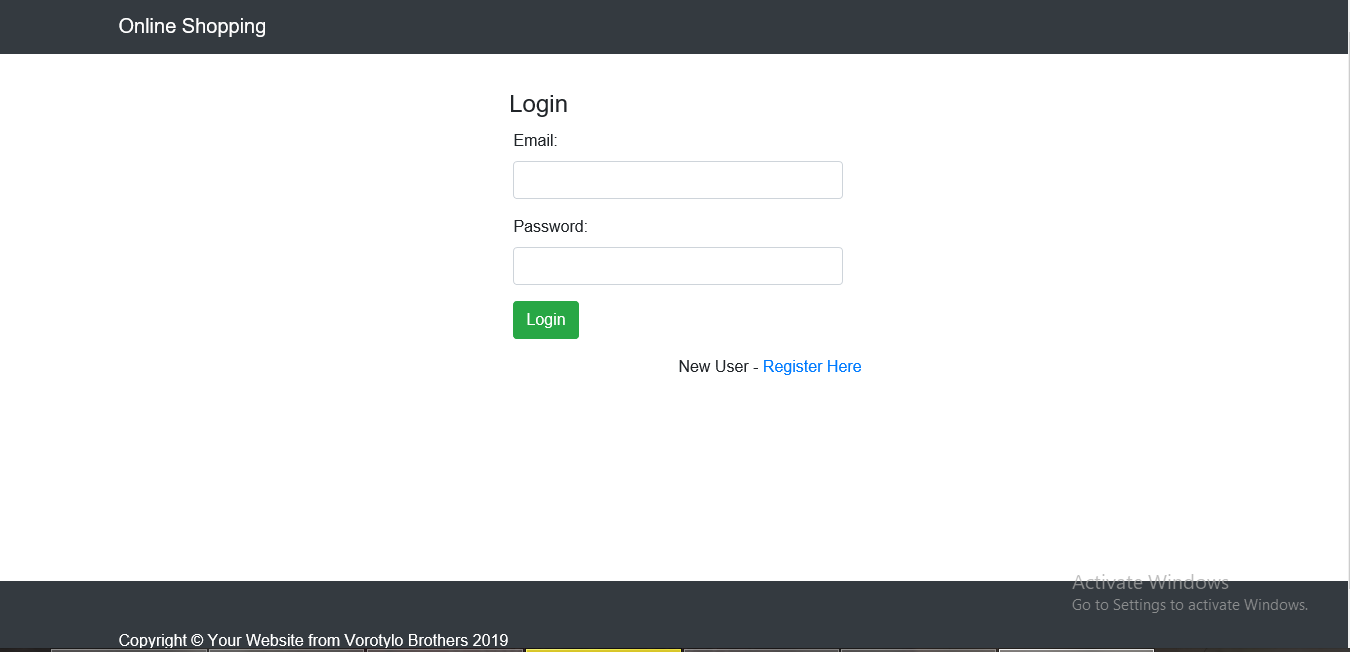 Online Shopping
Login
Email:
Password:
Login
New User - Register Here
Activate Windows
Go to Settings to activate Windows.
Copyright © Your Website from Vorotylo Brothers 2019